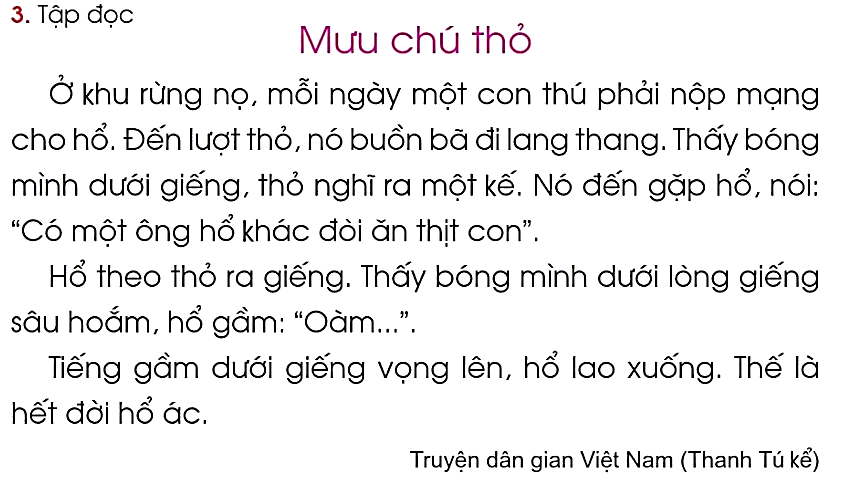 3. Tập đọc
Mưu chú thỏ
Ở khu rừng nọ, mỗi ngày một con thú phải nộp mạng
cho hổ. Đến lượt thỏ, nó buồn bã đi lang thang. Thấy bóng
mình dưới giếng, thỏ nghĩ ra một kế. Nó đến gặp hổ, nói:
“Có một ông hổ khác đòi ăn thịt con”.
Hổ theo thỏ ra giếng. Thấy bóng mình dưới lòng giếng
sâu hoắm, hổ gầm: “Oàm...”.
Tiếng gầm dưới giếng vọng lên, hổ lao xuống. Thế là
hết đời hổ ác.
Truyện dân gian Việt Nam (Thanh Tú kể)